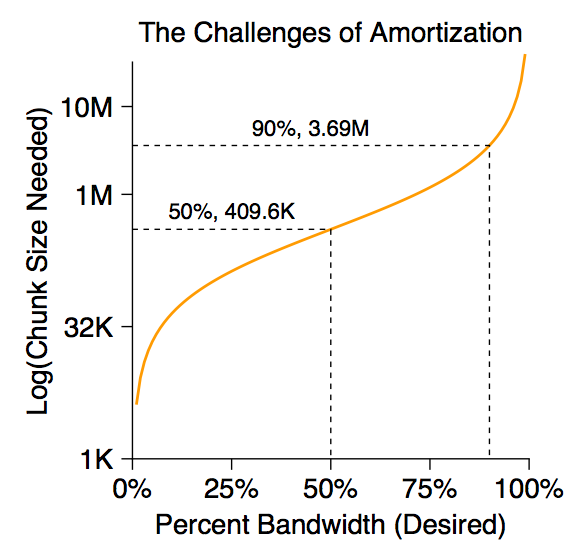 The Challenges of Amortization
Log(Chunk Size Needed)
10M
1M
32K
1K
90%, 3.69M
50%, 409.6K
0%
25%
50%
75%
100%
Percent Bandwidth (Desired)